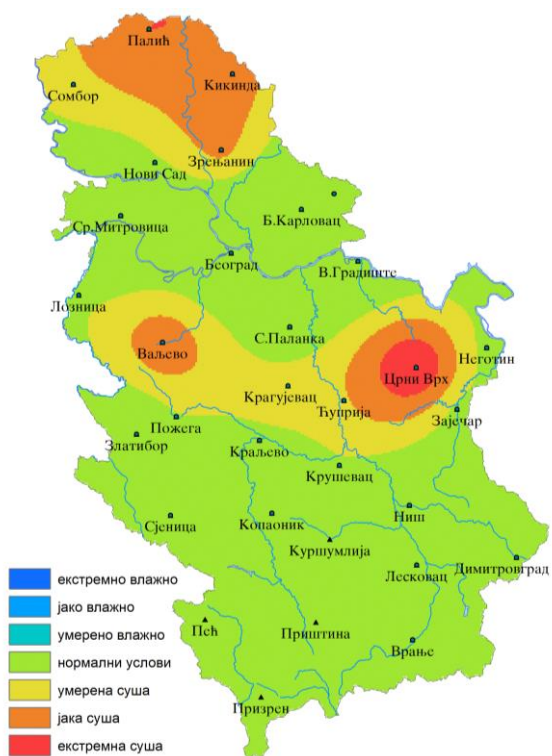 Палић
Кикинда
Сомбор
Зрењанин
Нови Сад
Б.Карловац
Ср.Митровица
Београд
В.Градиште
Лозница
С.Паланка
Ваљево
Неготин
Црни Врх
Крагујевац
Ћуприја
Зајечар
Пожега
Златибор
Краљево
Крушевац
Сјеница
Копаоник
Ниш
Куршумлија
Лесковац
Димитровград
Пећ
Приштина
Врање
Призрен
екстремно влажно
јако влажно
умерено влажно
нормални услови
умерена суша
јака суша
екстремна суша